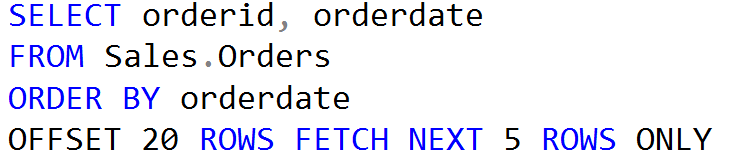 SELECT orderid, orderdate
FROM Sales.Orders
ORDER BY orderdate
OFFSET 20 ROWS FETCH NEXT 5 ROWS ONLY